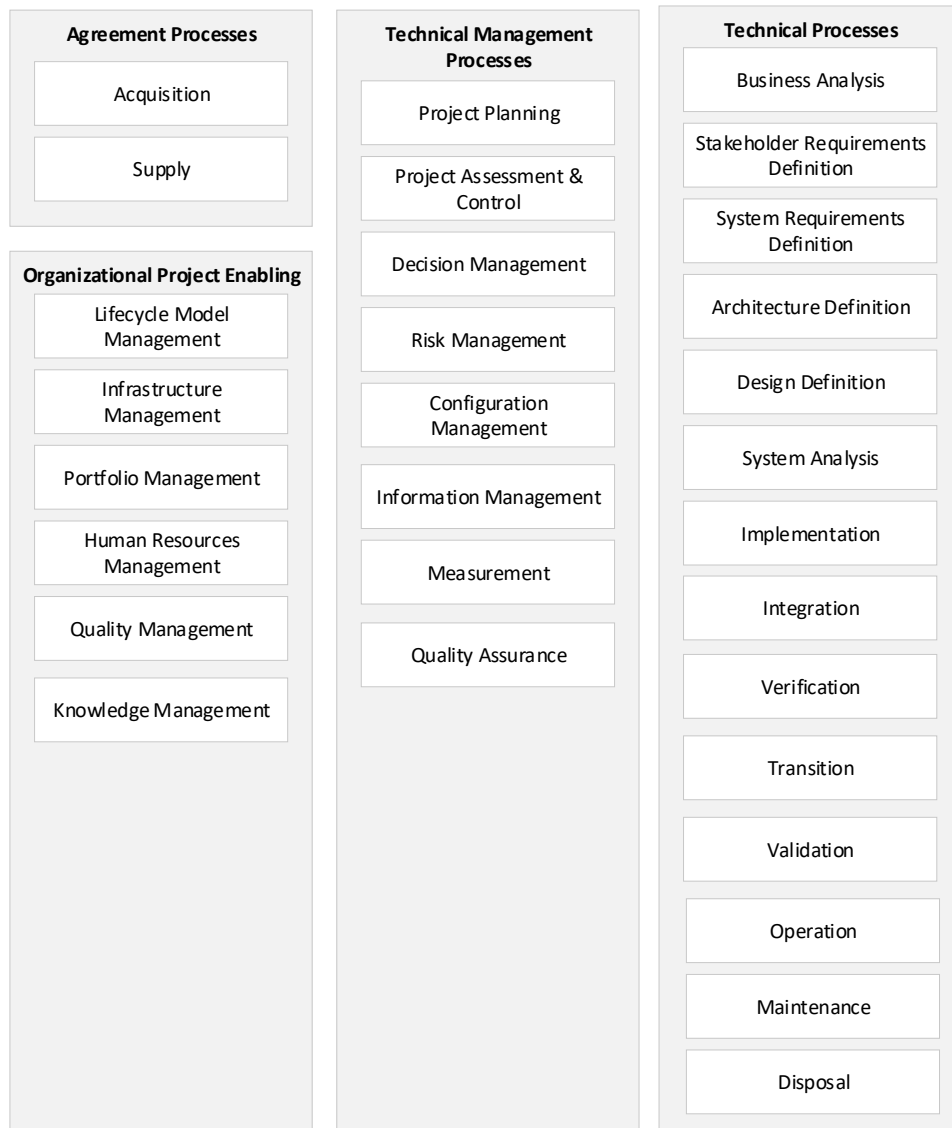 Agreement Processes
Acquisition
Supply
Organizational Project Enabling
Lifecycle Model
Management
Infrastructure
Management
Portfolio Management
Human Resources
Management
Quality Management
Knowledge Management
Technical Management
Processes
Project Planning
Project Assessment &
Control
Decision Management
Risk Management
Configuration
Management
Information Management
Measurement
Quality Assurance
Technical Processes
Business Analysis
Stakeholder Requirements
Definition
System Requirements
Definition
Architecture Definition
Design Definition
System Analysis
Implementation
Integration
Verification
Transition
Validation
Operation
Maintenance
Disposal